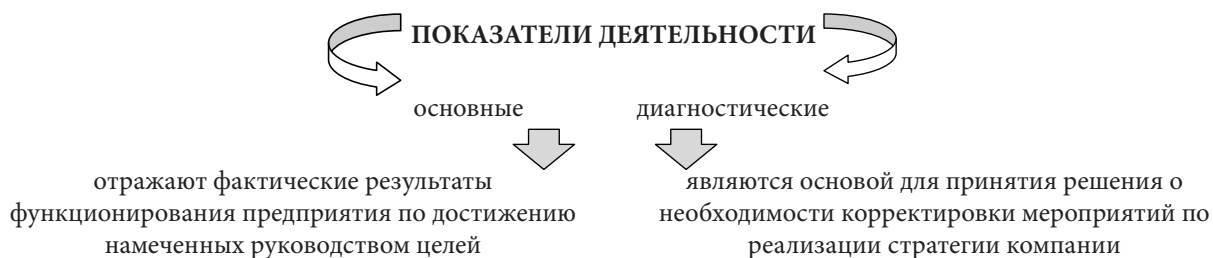 ПОКАЗАТЕЛИ ДЕЯТЕЛЬНОСТИ
основные
диагностические
отражают фактические результаты
функционирования предприятия по достижению
намеченных руководством целей
являются основой для принятия решения о
необходимости корректировки мероприятий по
реализации стратегии компании